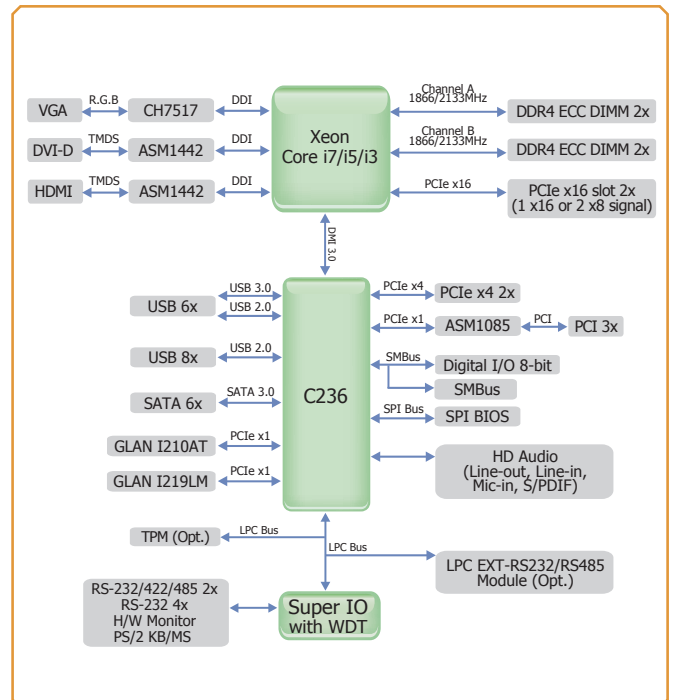 VGA
R.G.B
CH7517
DDI
DVI-D
TMDS
ASM1442
DDI
HDMI
TMDS
ASM1442
DDI
Xeon
Core i7/i5/i3
Channel A
1866/2133MHz
DDR4 ECC DIMM 2x
Channel B
1866/2133MHz
DDR4 ECC DIMM 2x
PCIe x16
PCIe x16 slot 2x
(1 x16 or 2 x8 signal)
DMI 3.0
USB 6x
USB 3.0
USB 2.0
USB 8x
USB 2.0
SATA 6x
SATA 3.0
GLAN I210AT
PCIe x1
GLAN I219LM
PCIe x1
C236
PCIe x4
PCIe x4 2x
PCIe x1
ASM1085
PCI
PCI 3x
SMBus
Digital I/O 8-bit
SMBus
SPI Bus
SPI BIOS
HD Audio
(Line-out, Line-in,
Mic-in, S/PDIF)
TPM (Opt.)
LPC Bus
LPC Bus
LPC EXT-RS232/RS485
Module (Opt.)
RS-232/422/485 2x
RS-232 4x
H/W Monitor
PS/2 KB/MS
Super IO
with WDT